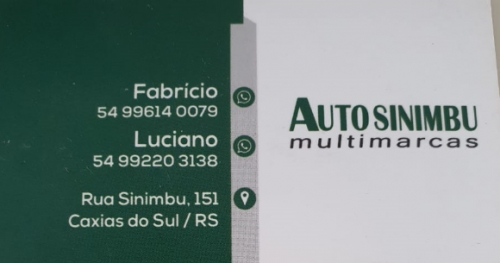 Fabrício
54 99614 0079
Luciano
54 99220 3138
Rua Sinimbu, 151
Caxias do Sul / RS
AUTO SINIMBU
multimarcas